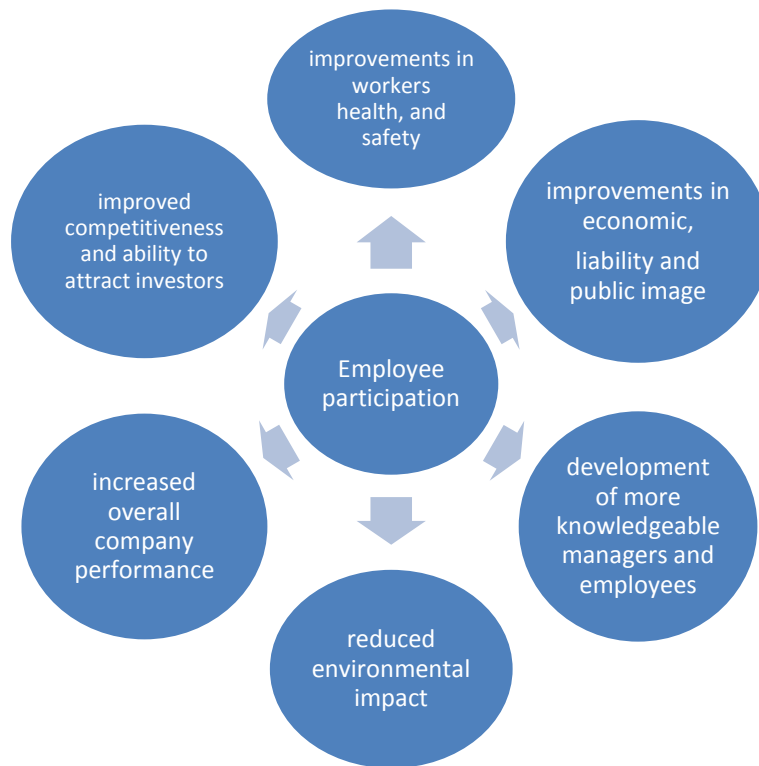 improvements in
workers
health, and
safety
improved
competitiveness
and ability to
attract investors
improvements in
economic,
liability and
public image
Employee
participation
increased
overall
company
performance
development
of more
knowledgeable
managers and
employees
reduced
environmental
impact